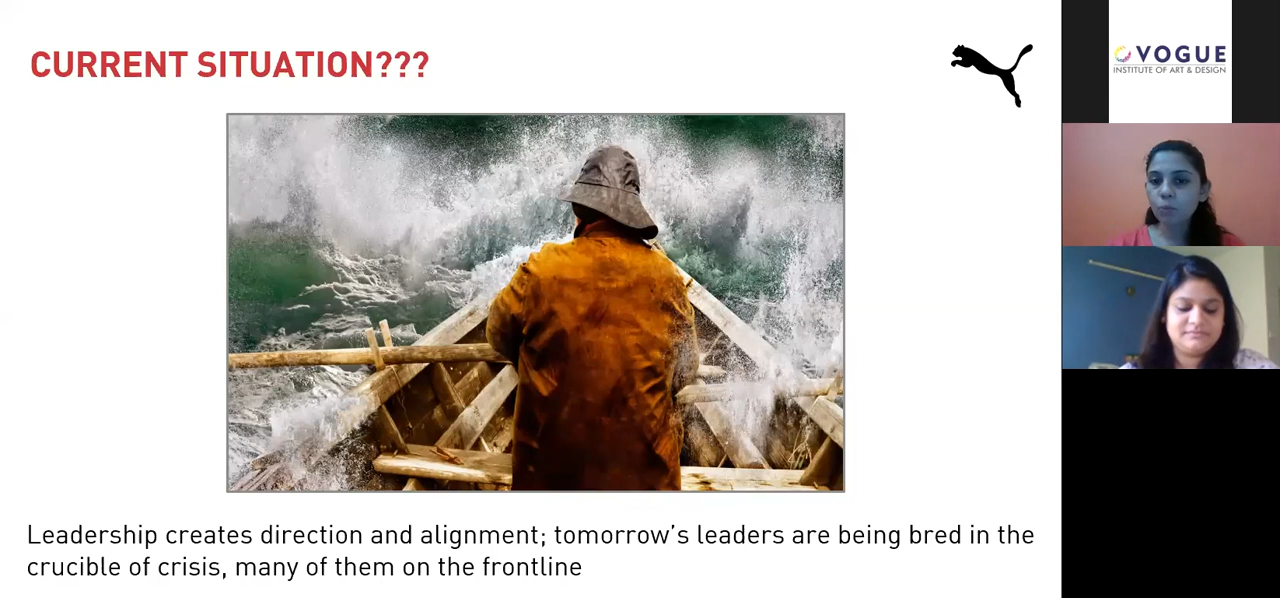 CURRENT SITUATION???
VOGUE
INSTITUTE OF ART & DESIGN
Leadership creates direction and alignment; tomorrow’s leaders are being bred in the
crucible of crisis, many of them on the frontline